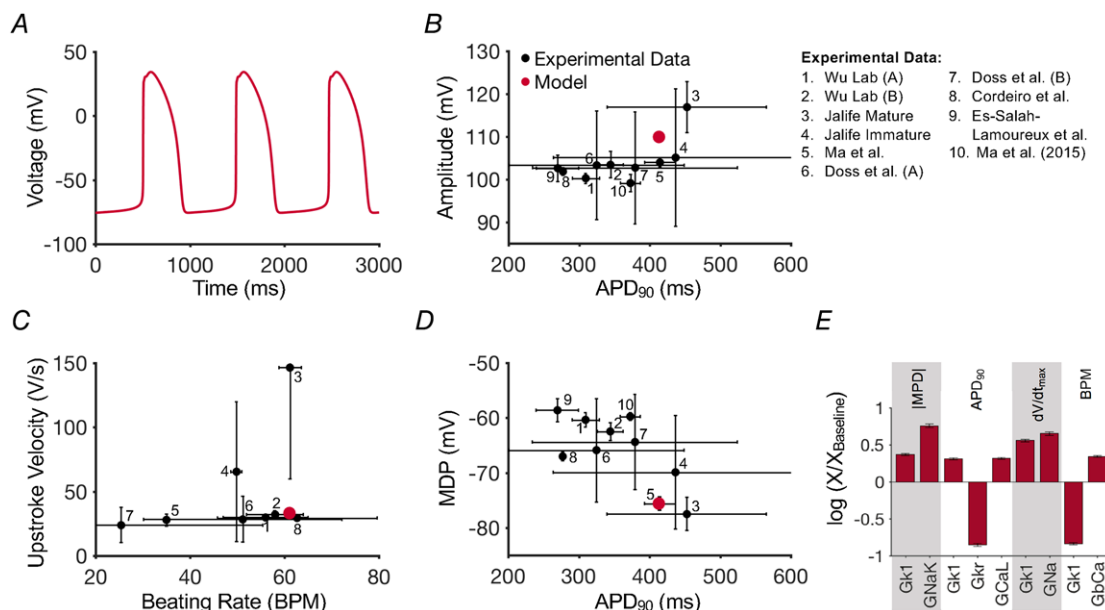 A
Voltage (mV)
50
0
-50
-100
0 1000 2000 3000
Time (ms)
B
Amplitude (mV)
130
120
110
100
90
Experimental Data
Model
3
6
4
9
8
1
2
7
5
10
200 300 400 500 600
APD90 (ms)
Experimental Data:
1. Wu Lab (A)
2. Wu Lab (B)
3. Jalife Mature
4. Jalife Immature
5. Ma et al.
6. Doss et al. (A)
7. Doss et al. (B)
8. Cordeiro et al.
9. Es-Salah-
Lamoureux et al.
10. Ma et al. (2015)
C
Upstroke Velocity (V/s)
150
100
50
0
3
4
7
5
6
2
8
20 40 60 80
Beating Rate (BPM)
D
MDP (mV)
-50
-60
-70
-80
9
10
1
2
7
8
6
4
5
3
200 300 400 500 600
APD90 (ms)
E
|MPD|
APD90
dV/dtmax
BPM
log (X/XBaseline)
1
0.5
0
-0.5
-1
Gk1
GNaK
Gk1
Gkr
GCaL
Gk1
GNa
Gk1
GbCa